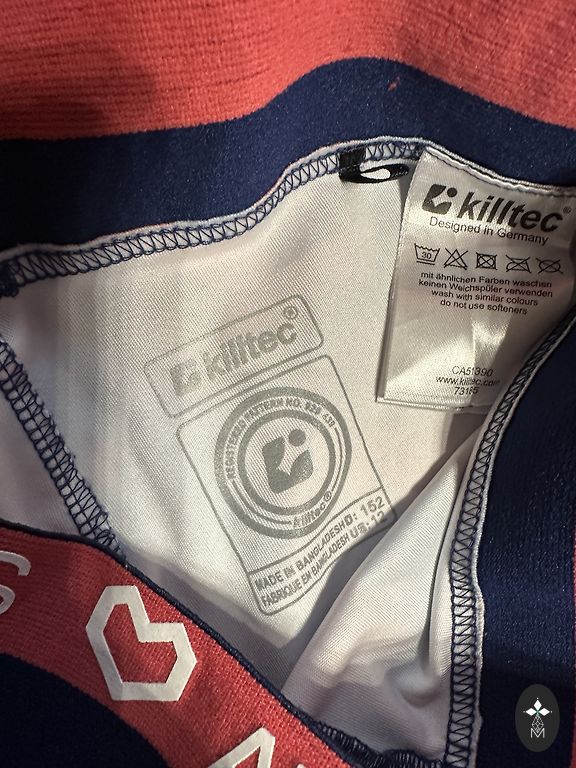 killtec®
Designed in Germany
30
mit ähnlichen Farben waschen
keinen Weichspüler verwenden
wash with similar colours
do not use softeners
CA51390
www.killtec.com
killtec®
REGISTERED PATTERN NO. 926 439
killtec®
MADE IN BANGLADESH D: 152
FABRIQUE EN BANGLADESH US: 12
S
M